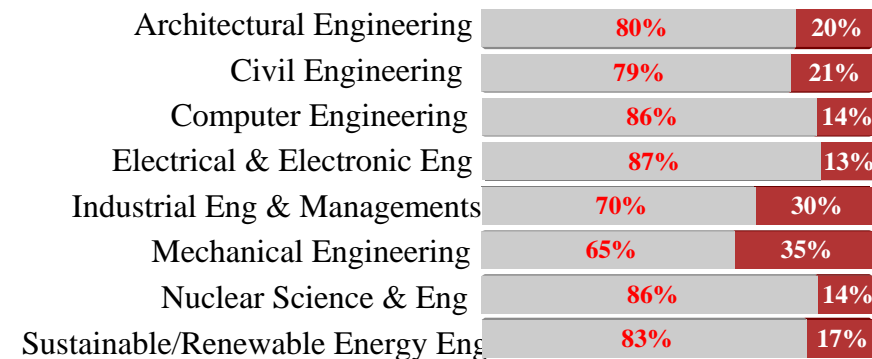 Architectural Engineering 80% 20%
Civil Engineering 79% 21%
Computer Engineering 86% 14%
Electrical & Electronic Eng 87% 13%
Industrial Eng & Managements 70% 30%
Mechanical Engineering 65% 35%
Nuclear Science & Eng 86% 14%
Sustainable/Renewable Energy Eng 83% 17%